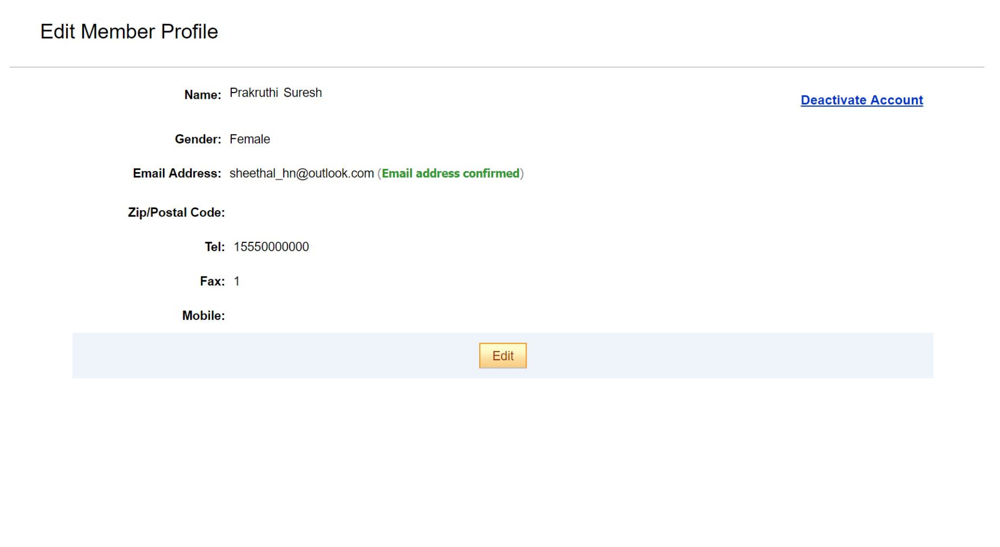 Edit Member Profile
Name: Prakruthi Suresh
Deactivate Account
Gender: Female
Email Address: sheethal_hn@outlook.com (Email address confirmed)
Zip/Postal Code:
Tel: 15550000000
Fax: 1
Mobile:
Edit